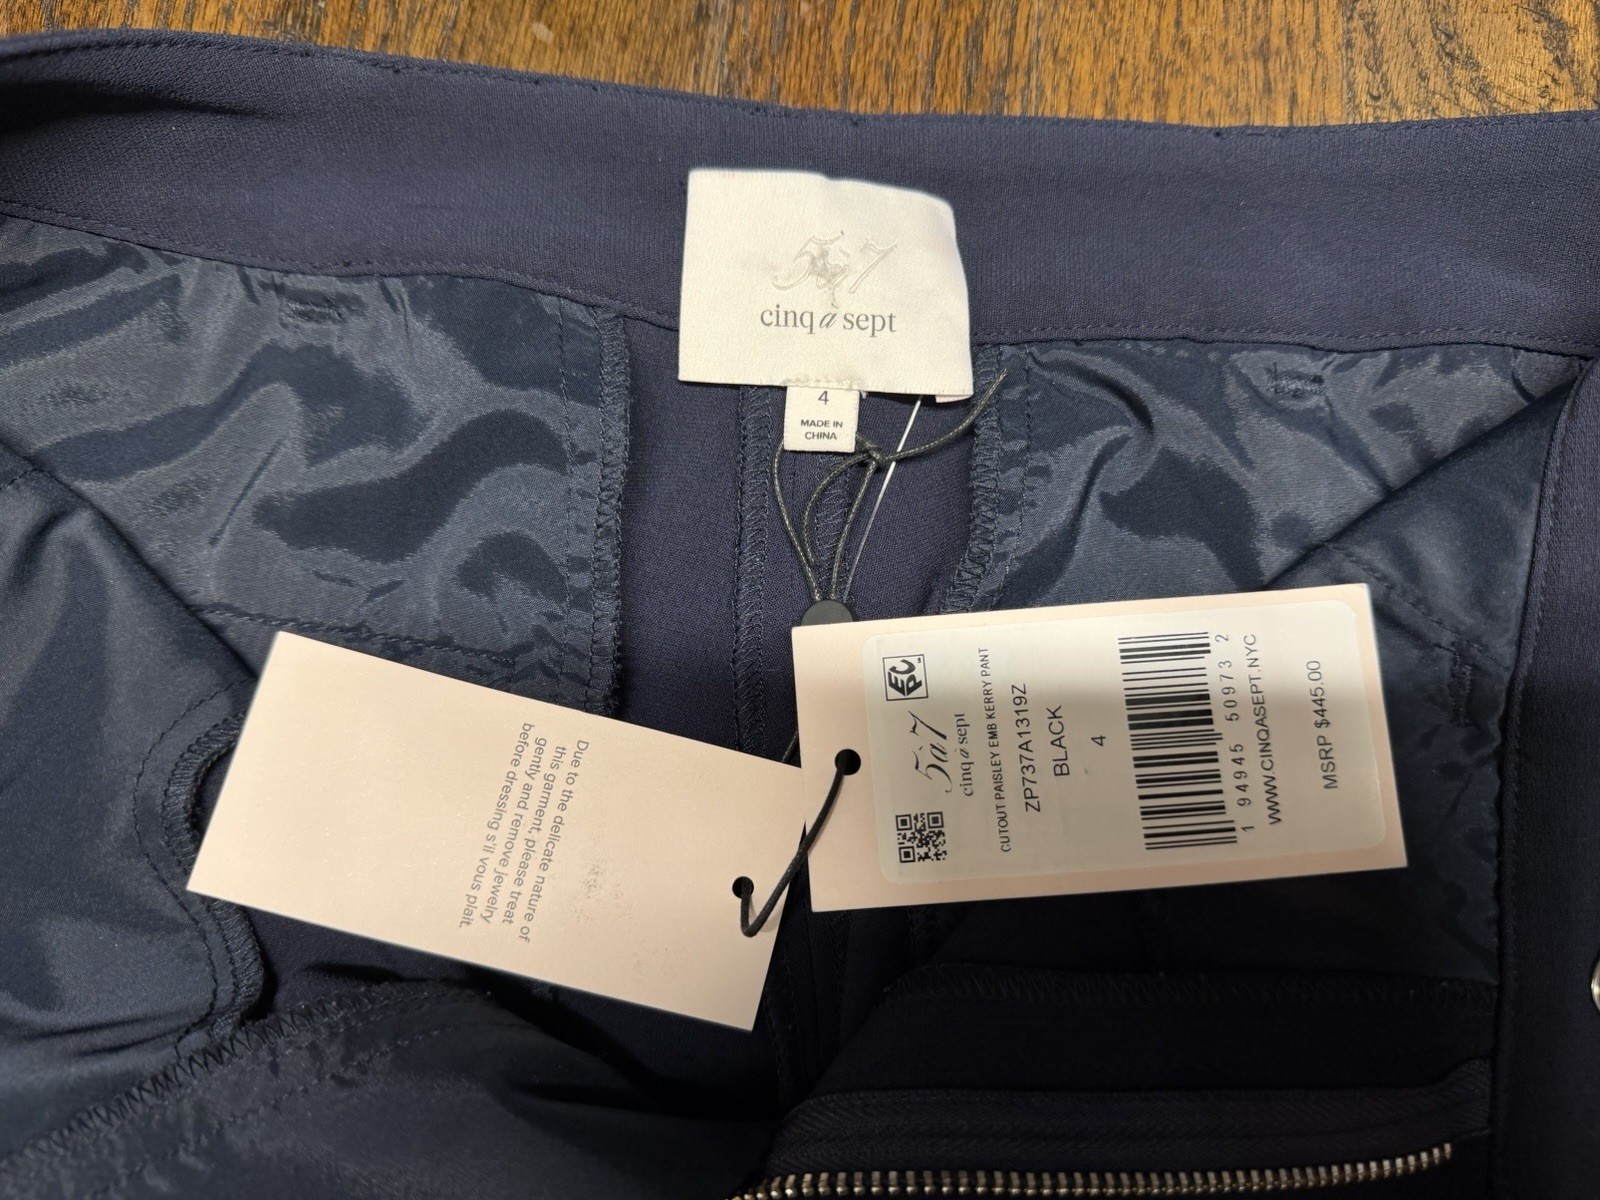 5à7
cinq à sept
4
MADE IN
CHINA
Due to the delicate nature of
this garment, please treat
gently and remove jewelry
before dressing s'il vous plait.
5à7
cinq à sept
CUTOUT PAISLEY EMB KERRY PANT
ZP737A1319Z
BLACK
4
1 94945 50973 2
WWW.CINQASEPT.NYC
MSRP $445.00